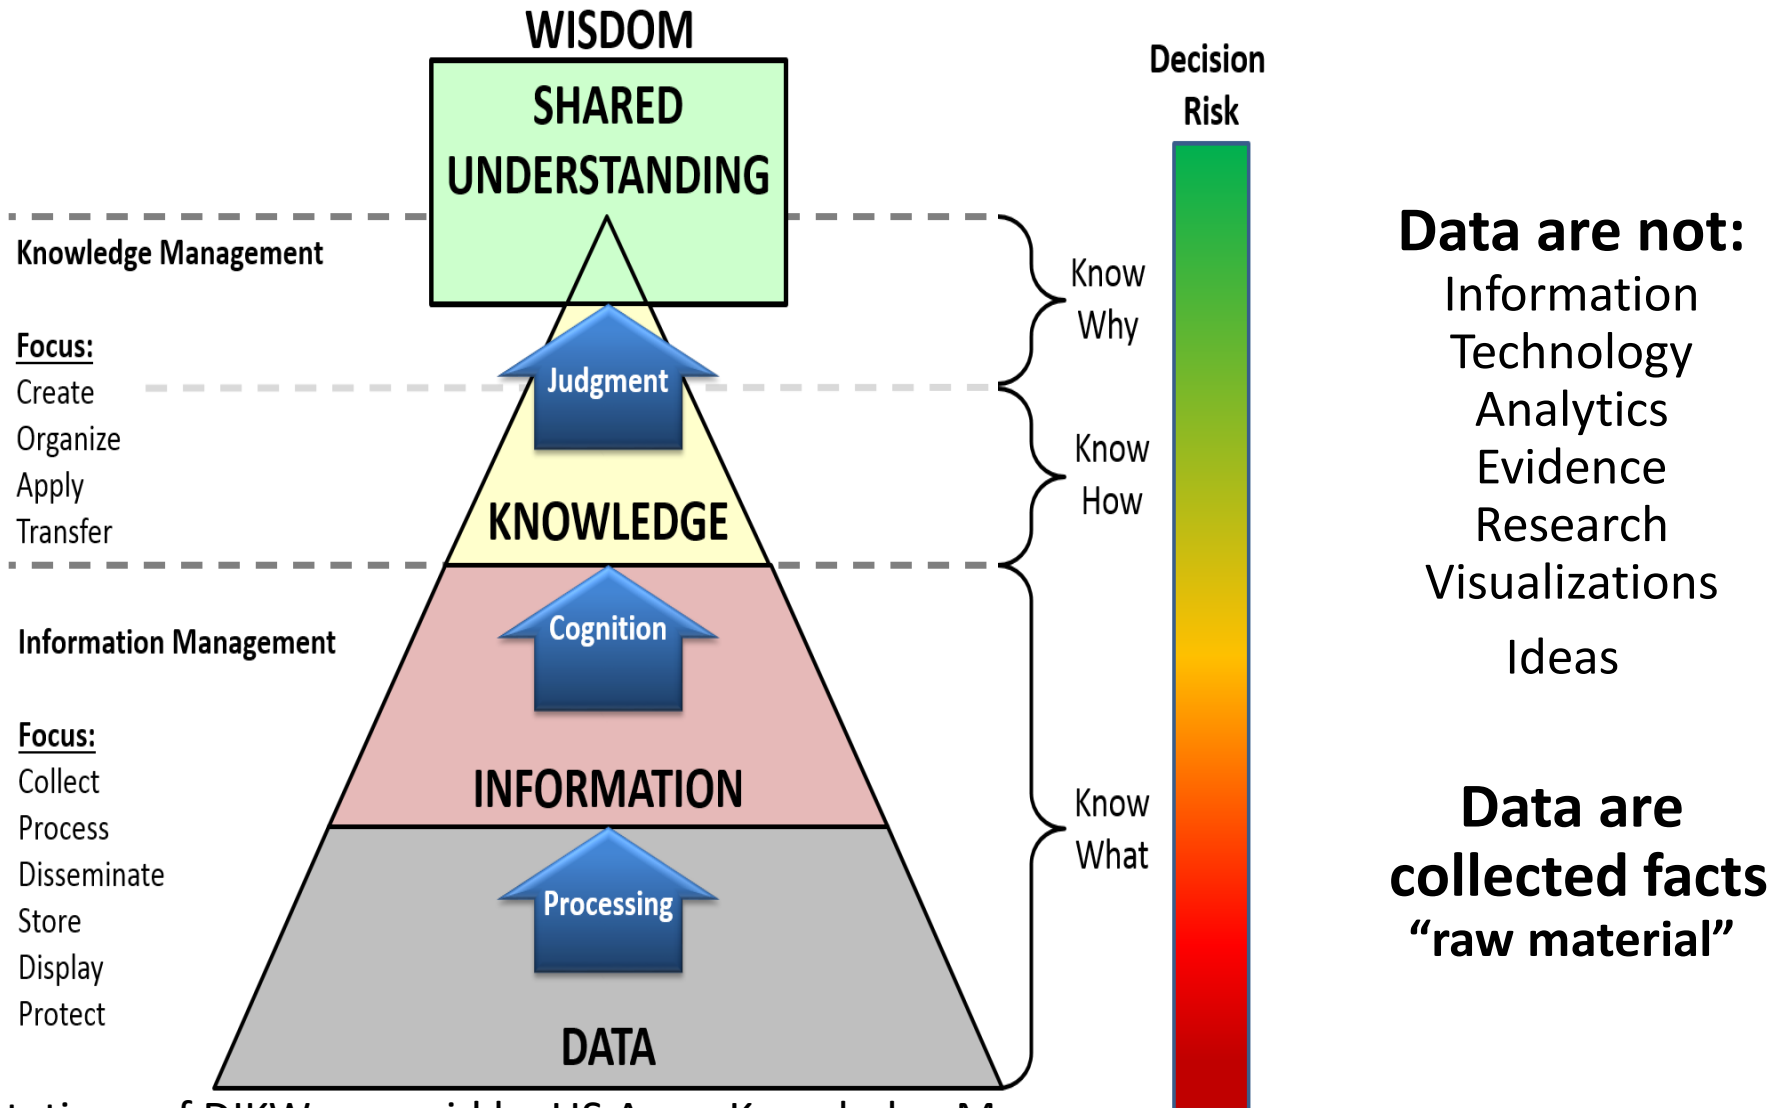 WISDOM
SHARED
UNDERSTANDING
Knowledge Management
Focus:
Create
Organize
Apply
Transfer
Information Management
Focus:
Collect
Process
Disseminate
Store
Display
Protect
Judgment
KNOWLEDGE
Cognition
INFORMATION
Processing
DATA
Know
Why
Know
How
Know
What
Decision
Risk
Data are not:
Information
Technology
Analytics
Evidence
Research
Visualizations
Ideas
Data are
collected facts
“raw material”